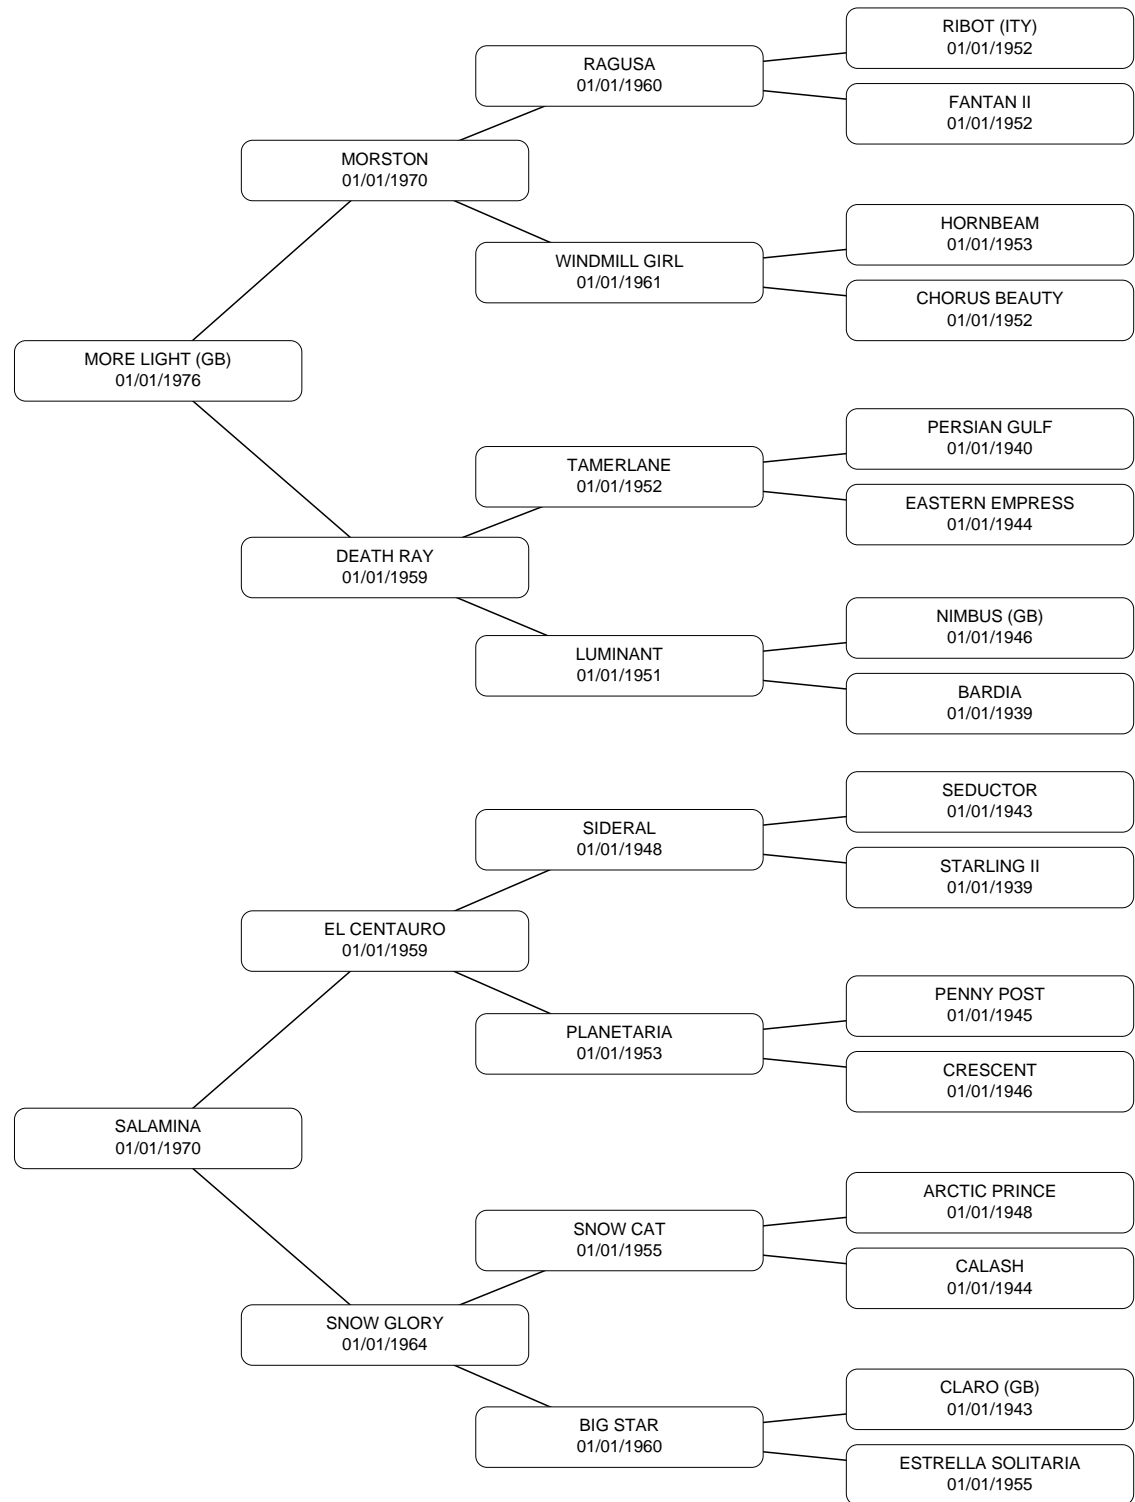 RIBOT (ITY)
01/01/1952
RAGUSA
01/01/1960
FANTAN II
01/01/1952
MORSTON
01/01/1970
HORNBEAM
01/01/1953
WINDMILL GIRL
01/01/1961
CHORUS BEAUTY
01/01/1952
MORE LIGHT (GB)
01/01/1976
PERSIAN GULF
01/01/1940
TAMERLANE
01/01/1952
EASTERN EMPRESS
01/01/1944
DEATH RAY
01/01/1959
NIMBUS (GB)
01/01/1946
LUMINANT
01/01/1951
BARDIA
01/01/1939
SEDUCTOR
01/01/1943
SIDERAL
01/01/1948
STARLING II
01/01/1939
EL CENTAURO
01/01/1959
PENNY POST
01/01/1945
PLANETARIA
01/01/1953
CRESCENT
01/01/1946
SALAMINA
01/01/1970
ARCTIC PRINCE
01/01/1948
SNOW CAT
01/01/1955
CALASH
01/01/1944
SNOW GLORY
01/01/1964
CLARO (GB)
01/01/1943
BIG STAR
01/01/1960
ESTRELLA SOLITARIA
01/01/1955